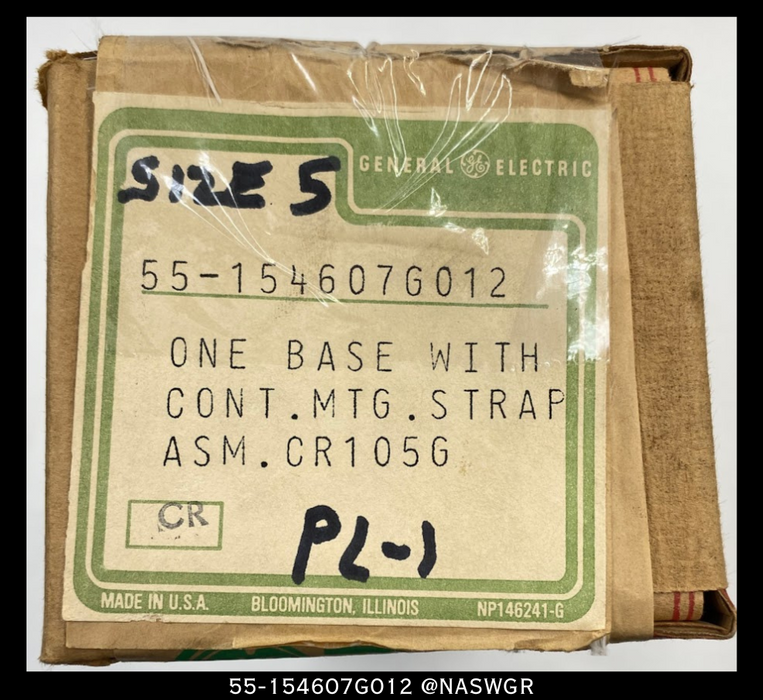 SIZE 5
GENERAL GE ELECTRIC
55-154607G012
ONE BASE WITH
CONT.MTG.STRAP
ASM.CR105G
CR
PL-1
MADE IN U.S.A. BLOOMINGTON, ILLINOIS NP146241-G
55-154607G012 @NASWGR